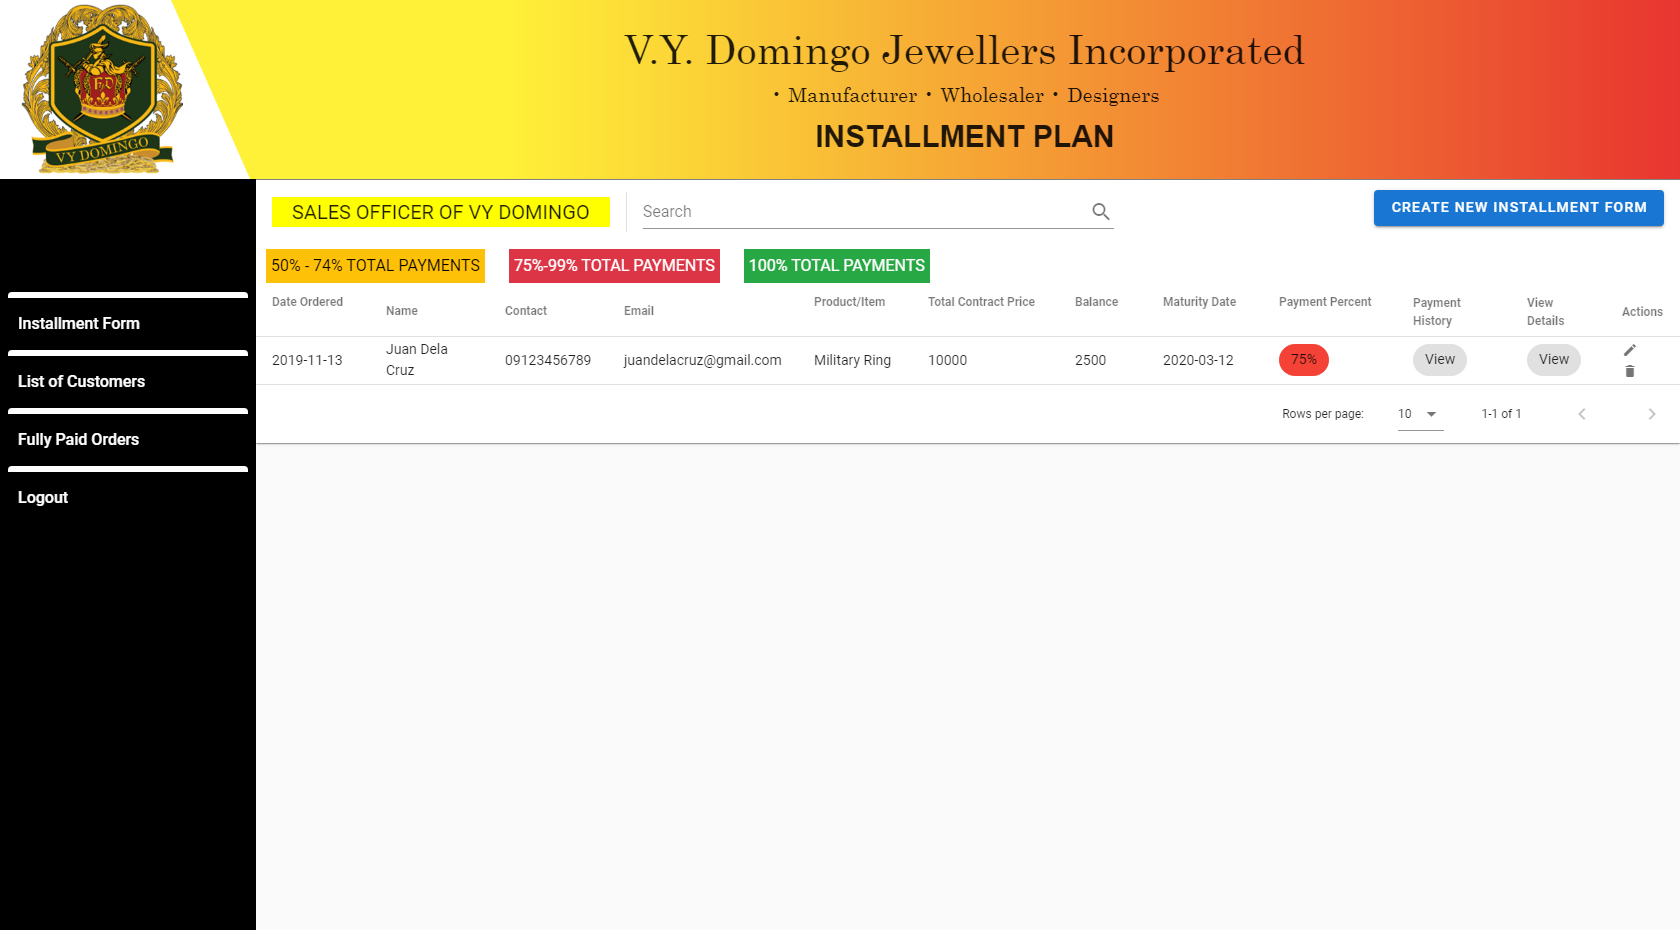 V.Y. Domingo Jewellers Incorporated
• Manufacturer • Wholesaler • Designers
INSTALLMENT PLAN
F D
VY DOMINGO
Installment Form
List of Customers
Fully Paid Orders
Logout
SALES OFFICER OF VY DOMINGO
Search
CREATE NEW INSTALLMENT FORM
50% - 74% TOTAL PAYMENTS 75%-99% TOTAL PAYMENTS 100% TOTAL PAYMENTS
Date Ordered Name Contact Email Product/Item Total Contract Price Balance Maturity Date Payment Percent Payment History View Details Actions
2019-11-13 Juan Dela Cruz 09123456789 juandelacruz@gmail.com Military Ring 10000 2500 2020-03-12 75% View View
Rows per page: 10 1-1 of 1